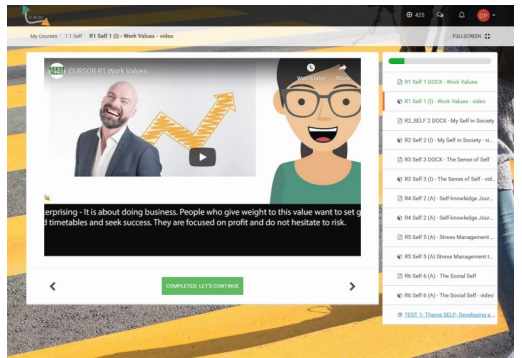 CURSOR
425
CP
My Courses / 1.1 Self / R1 Self 1 (I) - Work Values - video
FULLSCREEN
CURSOR R1 Work Values
Watch later
Share
erprising - It is about doing business. People who give weight to this value want to set g
d timetables and seek success. They are focused on profit and do not hesitate to risk.
COMPLETED. LET'S CONTINUE
R1 Self 1 DOCX - Work Values
R1 Self 1 (I) - Work Values - video
R2_SELF 2 DOCX - My Self in Society
R2 Self 2 (I) - My Self in Society - vi...
R3 Self 3 DOCX - The Sense of Self
R3 Self 3 (I) - The Sense of Self - vid...
R4 Self 2 (A) - Self-knowledge Jour...
R4 Self 2 (A) - Self-knowledge Jour...
R5 Self 5 (A) - Stress Management ...
R5 Self 5 (A) Stress Management t...
R6 Self 6 (A) - The Social Self
R6 Self 6 (A) - The Social Self - video
TEST 1- Theme SELF- Developing a ...